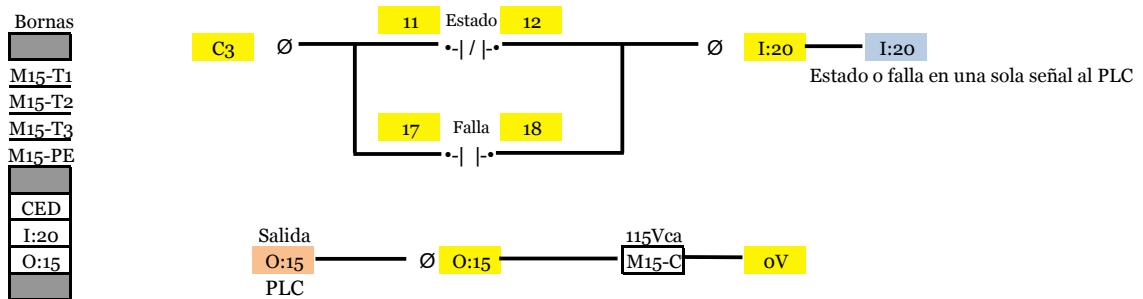 Bornas
M15-T1
M15-T2
M15-T3
M15-PE
CED
I:20
O:15
11 Estado 12
C3 Ø •-| / |-• Ø I:20 I:20
Estado o falla en una sola señal al PLC
17 Falla 18
•-| |-•
Salida 115Vca
O:15 Ø O:15 M15-C 0V
PLC